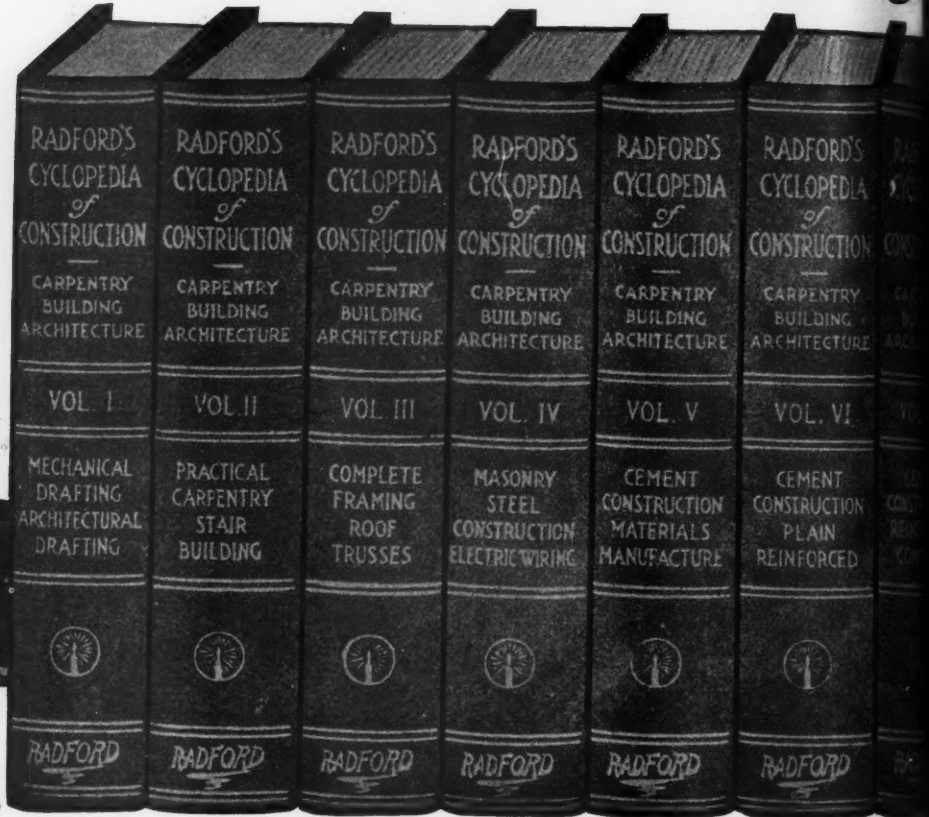 RADFORD'S
CYCLOPEDIA
of
CONSTRUCTION
CARPENTRY
BUILDING
ARCHITECTURE
VOL. I
MECHANICAL
DRAFTING
ARCHITECTURAL
DRAFTING
RADFORD
RADFORD'S
CYCLOPEDIA
of
CONSTRUCTION
CARPENTRY
BUILDING
ARCHITECTURE
VOL. II
PRACTICAL
CARPENTRY
STAIR
BUILDING
RADFORD
RADFORD'S
CYCLOPEDIA
of
CONSTRUCTION
CARPENTRY
BUILDING
ARCHITECTURE
VOL. III
COMPLETE
FRAMING
ROOF
TRUSSES
RADFORD
RADFORD'S
CYCLOPEDIA
of
CONSTRUCTION
CARPENTRY
BUILDING
ARCHITECTURE
VOL. IV
MASONRY
STEEL
CONSTRUCTION
ELECTRIC WIRING
RADFORD
RADFORD'S
CYCLOPEDIA
of
CONSTRUCTION
CARPENTRY
BUILDING
ARCHITECTURE
VOL. V
CEMENT
CONSTRUCTION
MATERIALS
MANUFACTURE
RADFORD
RADFORD'S
CYCLOPEDIA
of
CONSTRUCTION
CARPENTRY
BUILDING
ARCHITECTURE
VOL. VI
CEMENT
CONSTRUCTION
PLAIN
REINFORCED
RADFORD